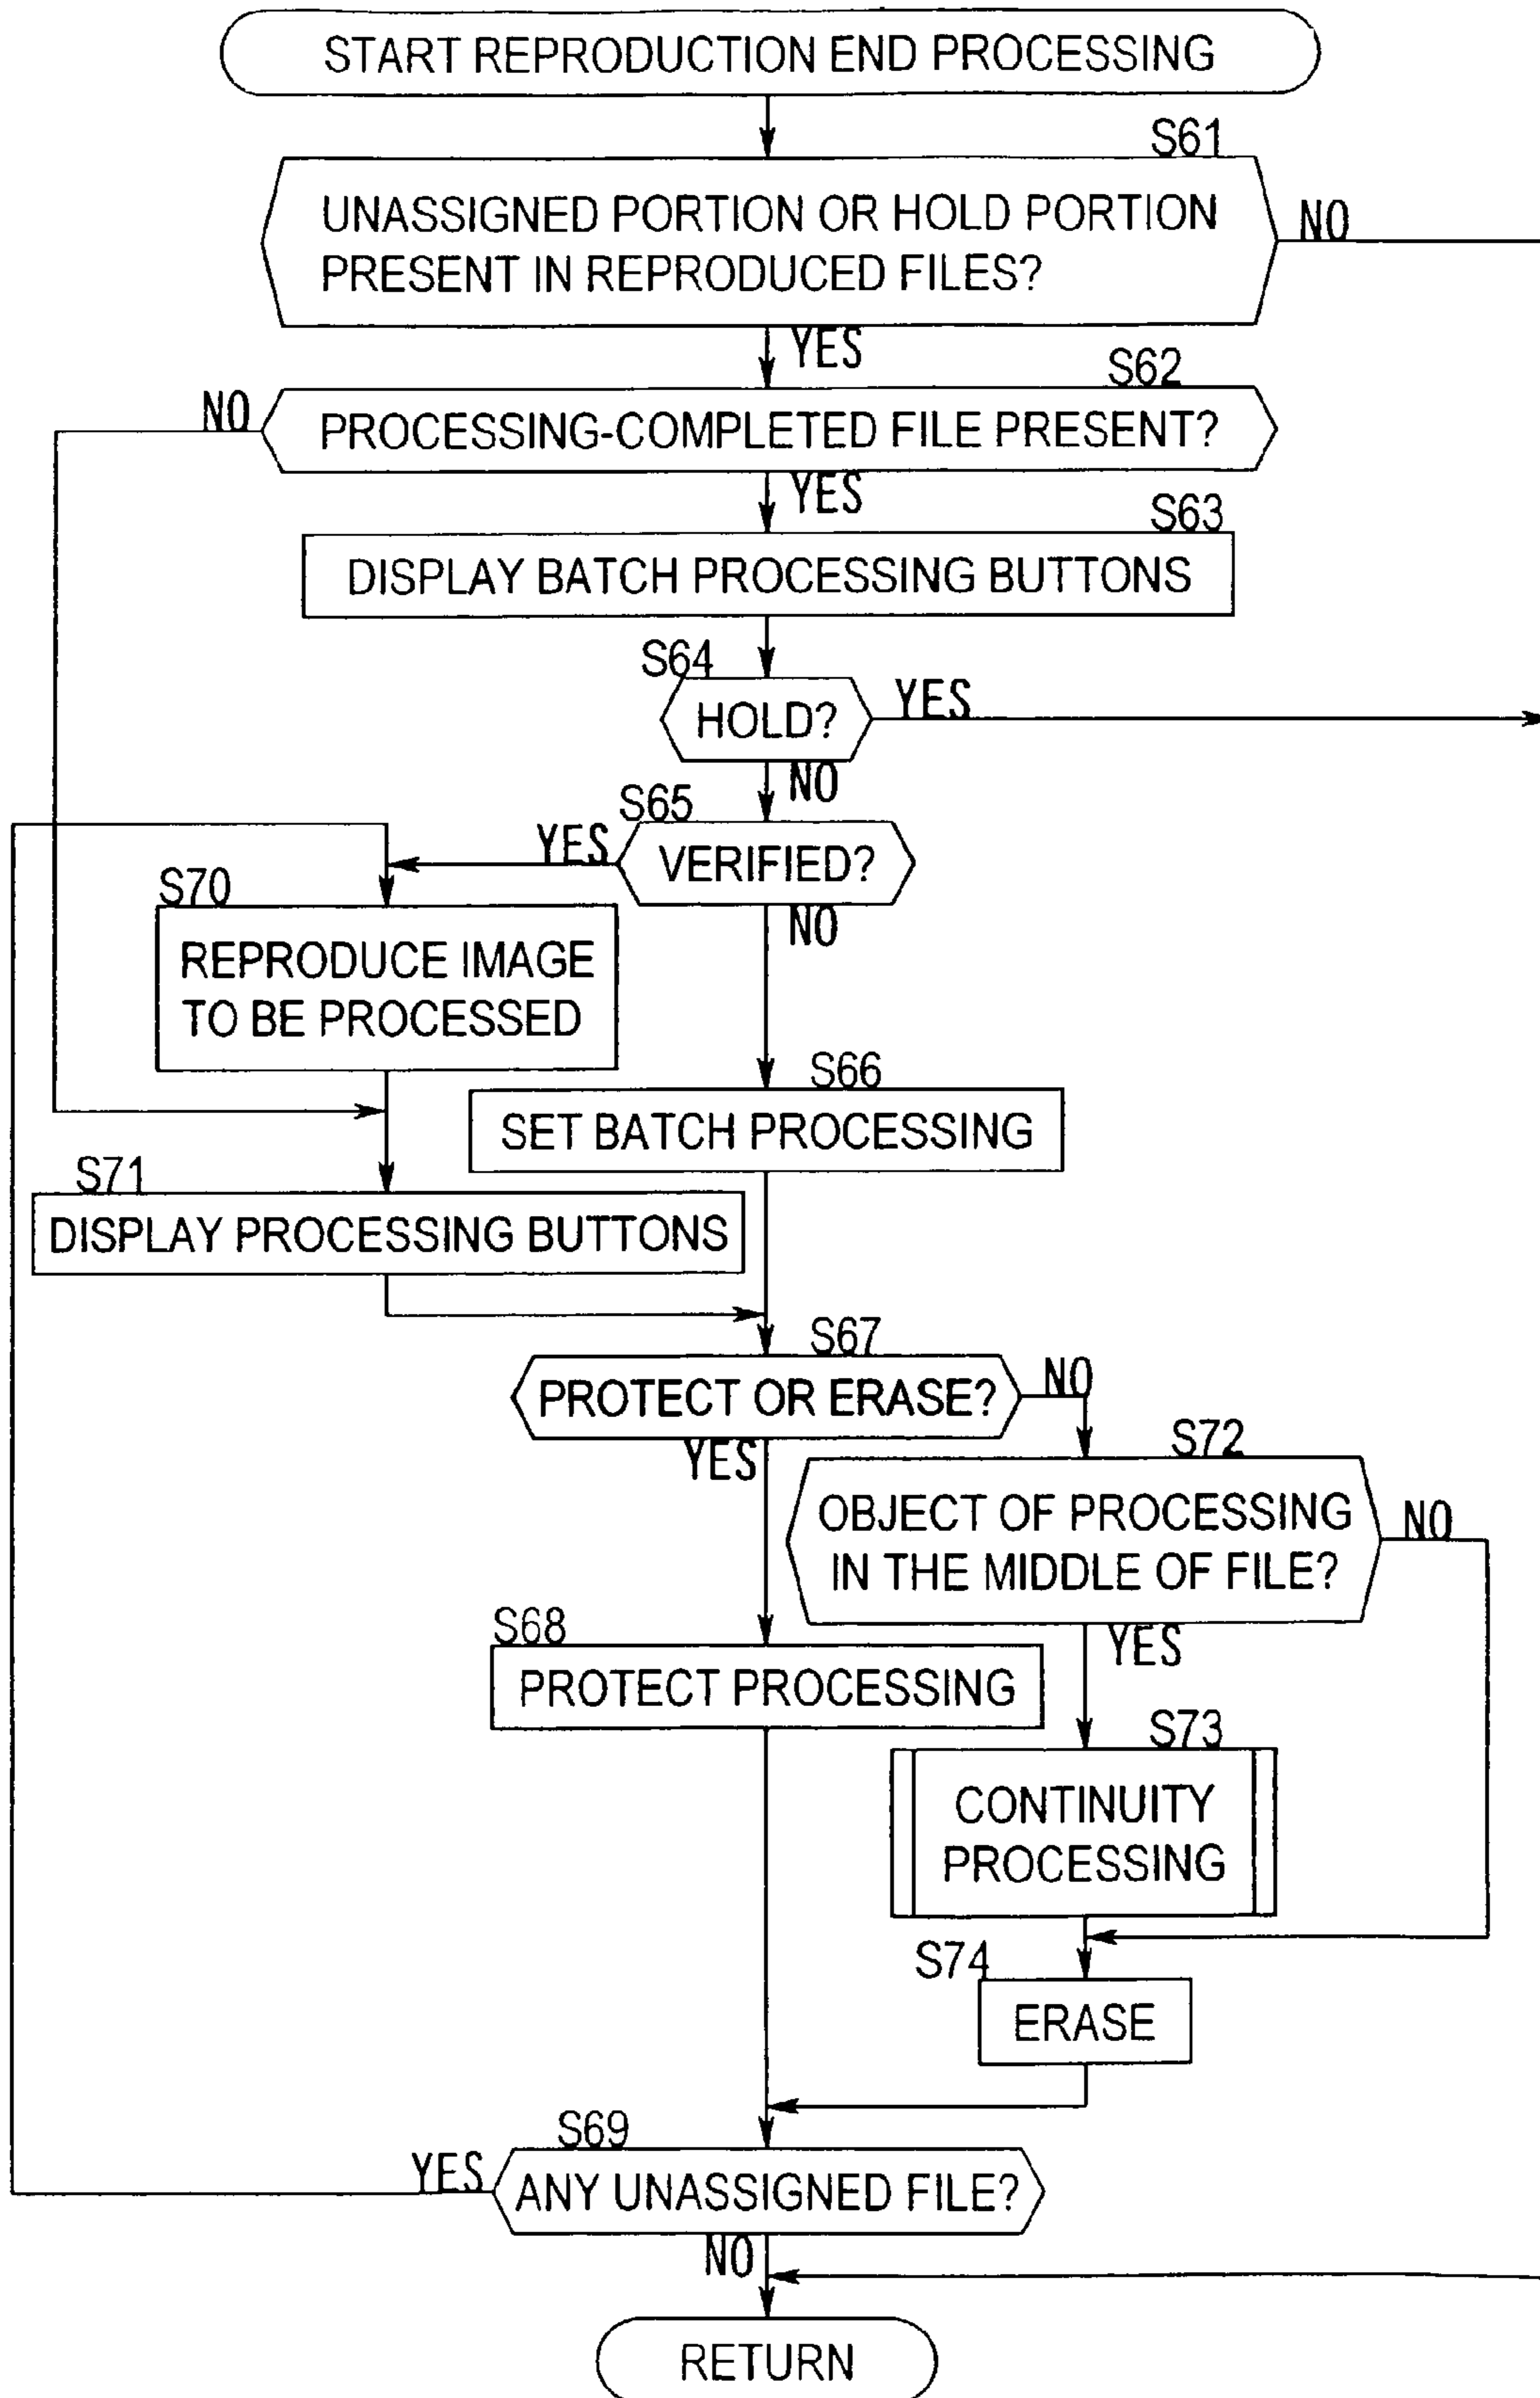 START REPRODUCTION END PROCESSING
S61
UNASSIGNED PORTION OR HOLD PORTION
PRESENT IN REPRODUCED FILES?
NO
YES
S62
NO
PROCESSING-COMPLETED FILE PRESENT?
YES
S63
DISPLAY BATCH PROCESSING BUTTONS
S64
HOLD?
YES
NO
S65
YES
VERIFIED?
NO
S70
REPRODUCE IMAGE
TO BE PROCESSED
S66
SET BATCH PROCESSING
S71
DISPLAY PROCESSING BUTTONS
S67
PROTECT OR ERASE?
NO
YES
S72
OBJECT OF PROCESSING
IN THE MIDDLE OF FILE?
NO
YES
S68
PROTECT PROCESSING
S73
CONTINUITY
PROCESSING
S74
ERASE
S69
YES
ANY UNASSIGNED FILE?
NO
RETURN